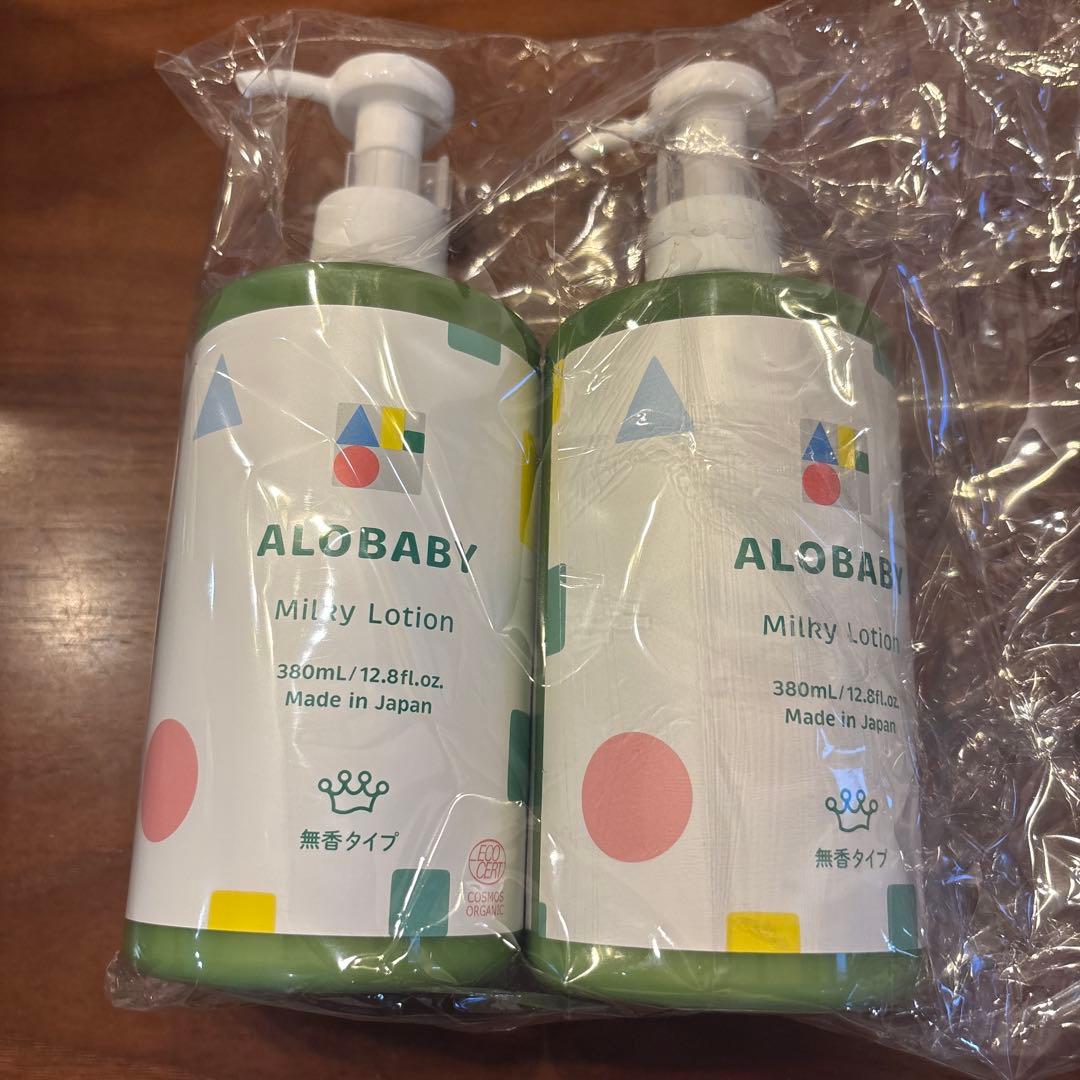 ALOBABY
Milky Lotion
380mL/12.8fl.oz.
Made in Japan
無香タイプ
ECO
CERT
COSMOS
ORGANIC
ALOBABY
Milky Lotion
380mL/12.8fl.oz.
Made in Japan
無香タイプ